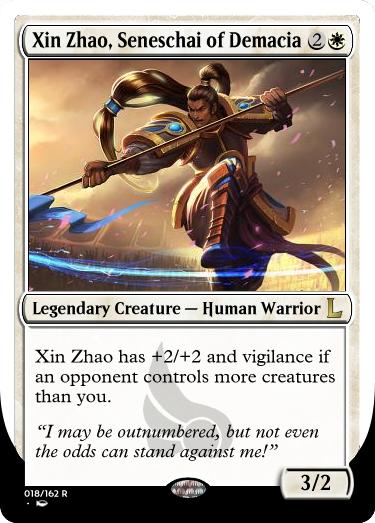 Xin Zhao, Seneschai of Demacia 2
Legendary Creature — Human Warrior L
Xin Zhao has +2/+2 and vigilance if
an opponent controls more creatures
than you.
“I may be outnumbered, but not even
the odds can stand against me!”
018/162 R
3/2